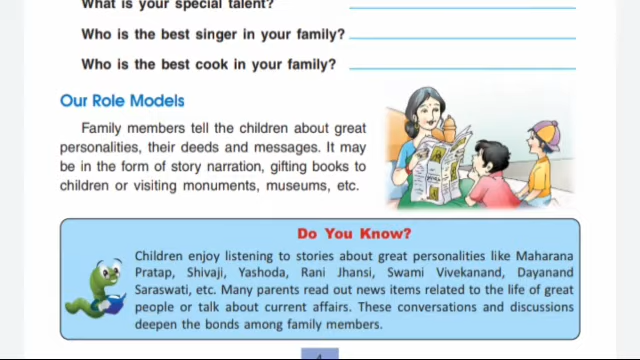 What is your special talent?
Who is the best singer in your family?
Who is the best cook in your family?
Our Role Models
Family members tell the children about great
personalities, their deeds and messages. It may
be in the form of story narration, gifting books to
children or visiting monuments, museums, etc.
Do You Know?
Children enjoy listening to stories about great personalities like Maharana
Pratap, Shivaji, Yashoda, Rani Jhansi, Swami Vivekanand, Dayanand
Saraswati, etc. Many parents read out news items related to the life of great
people or talk about current affairs. These conversations and discussions
deepen the bonds among family members.
4